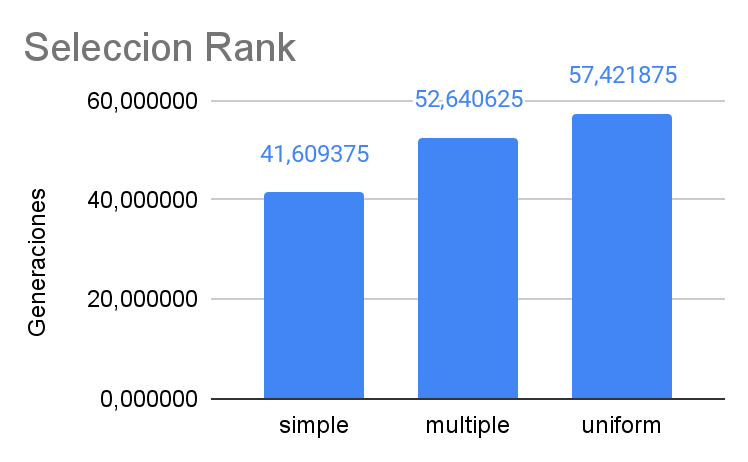 Seleccion Rank
57,421875
52,640625
41,609375
60,000000
40,000000
20,000000
0,000000
Generaciones
simple
multiple
uniform